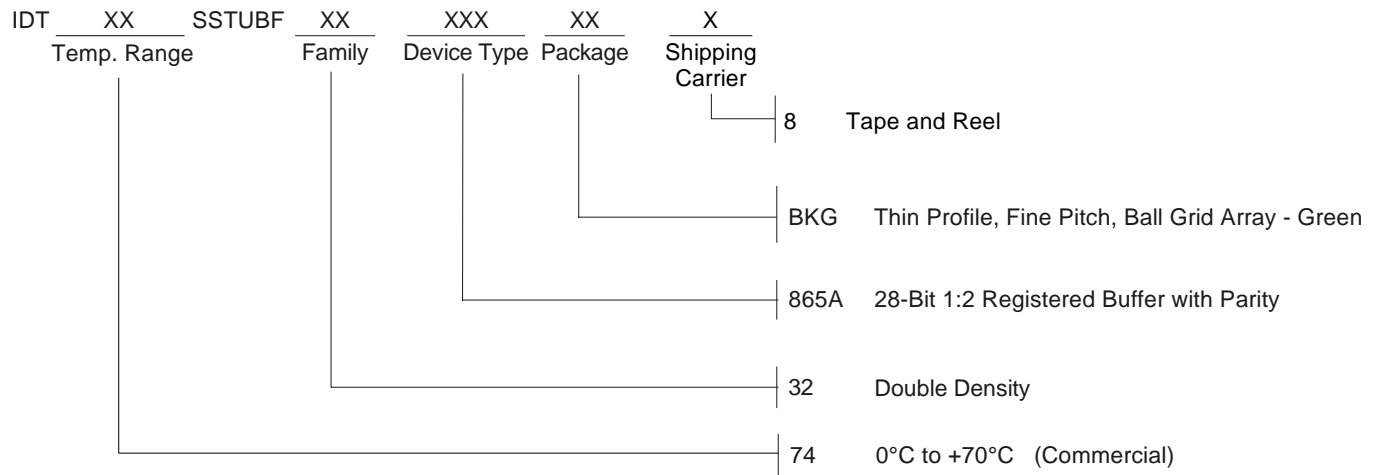 IDT XX SSTUBF XX XXX XX X
Temp. Range Family Device Type Package Shipping
Carrier
8 Tape and Reel
BKG Thin Profile, Fine Pitch, Ball Grid Array - Green
865A 28-Bit 1:2 Registered Buffer with Parity
32 Double Density
74 0°C to +70°C (Commercial)